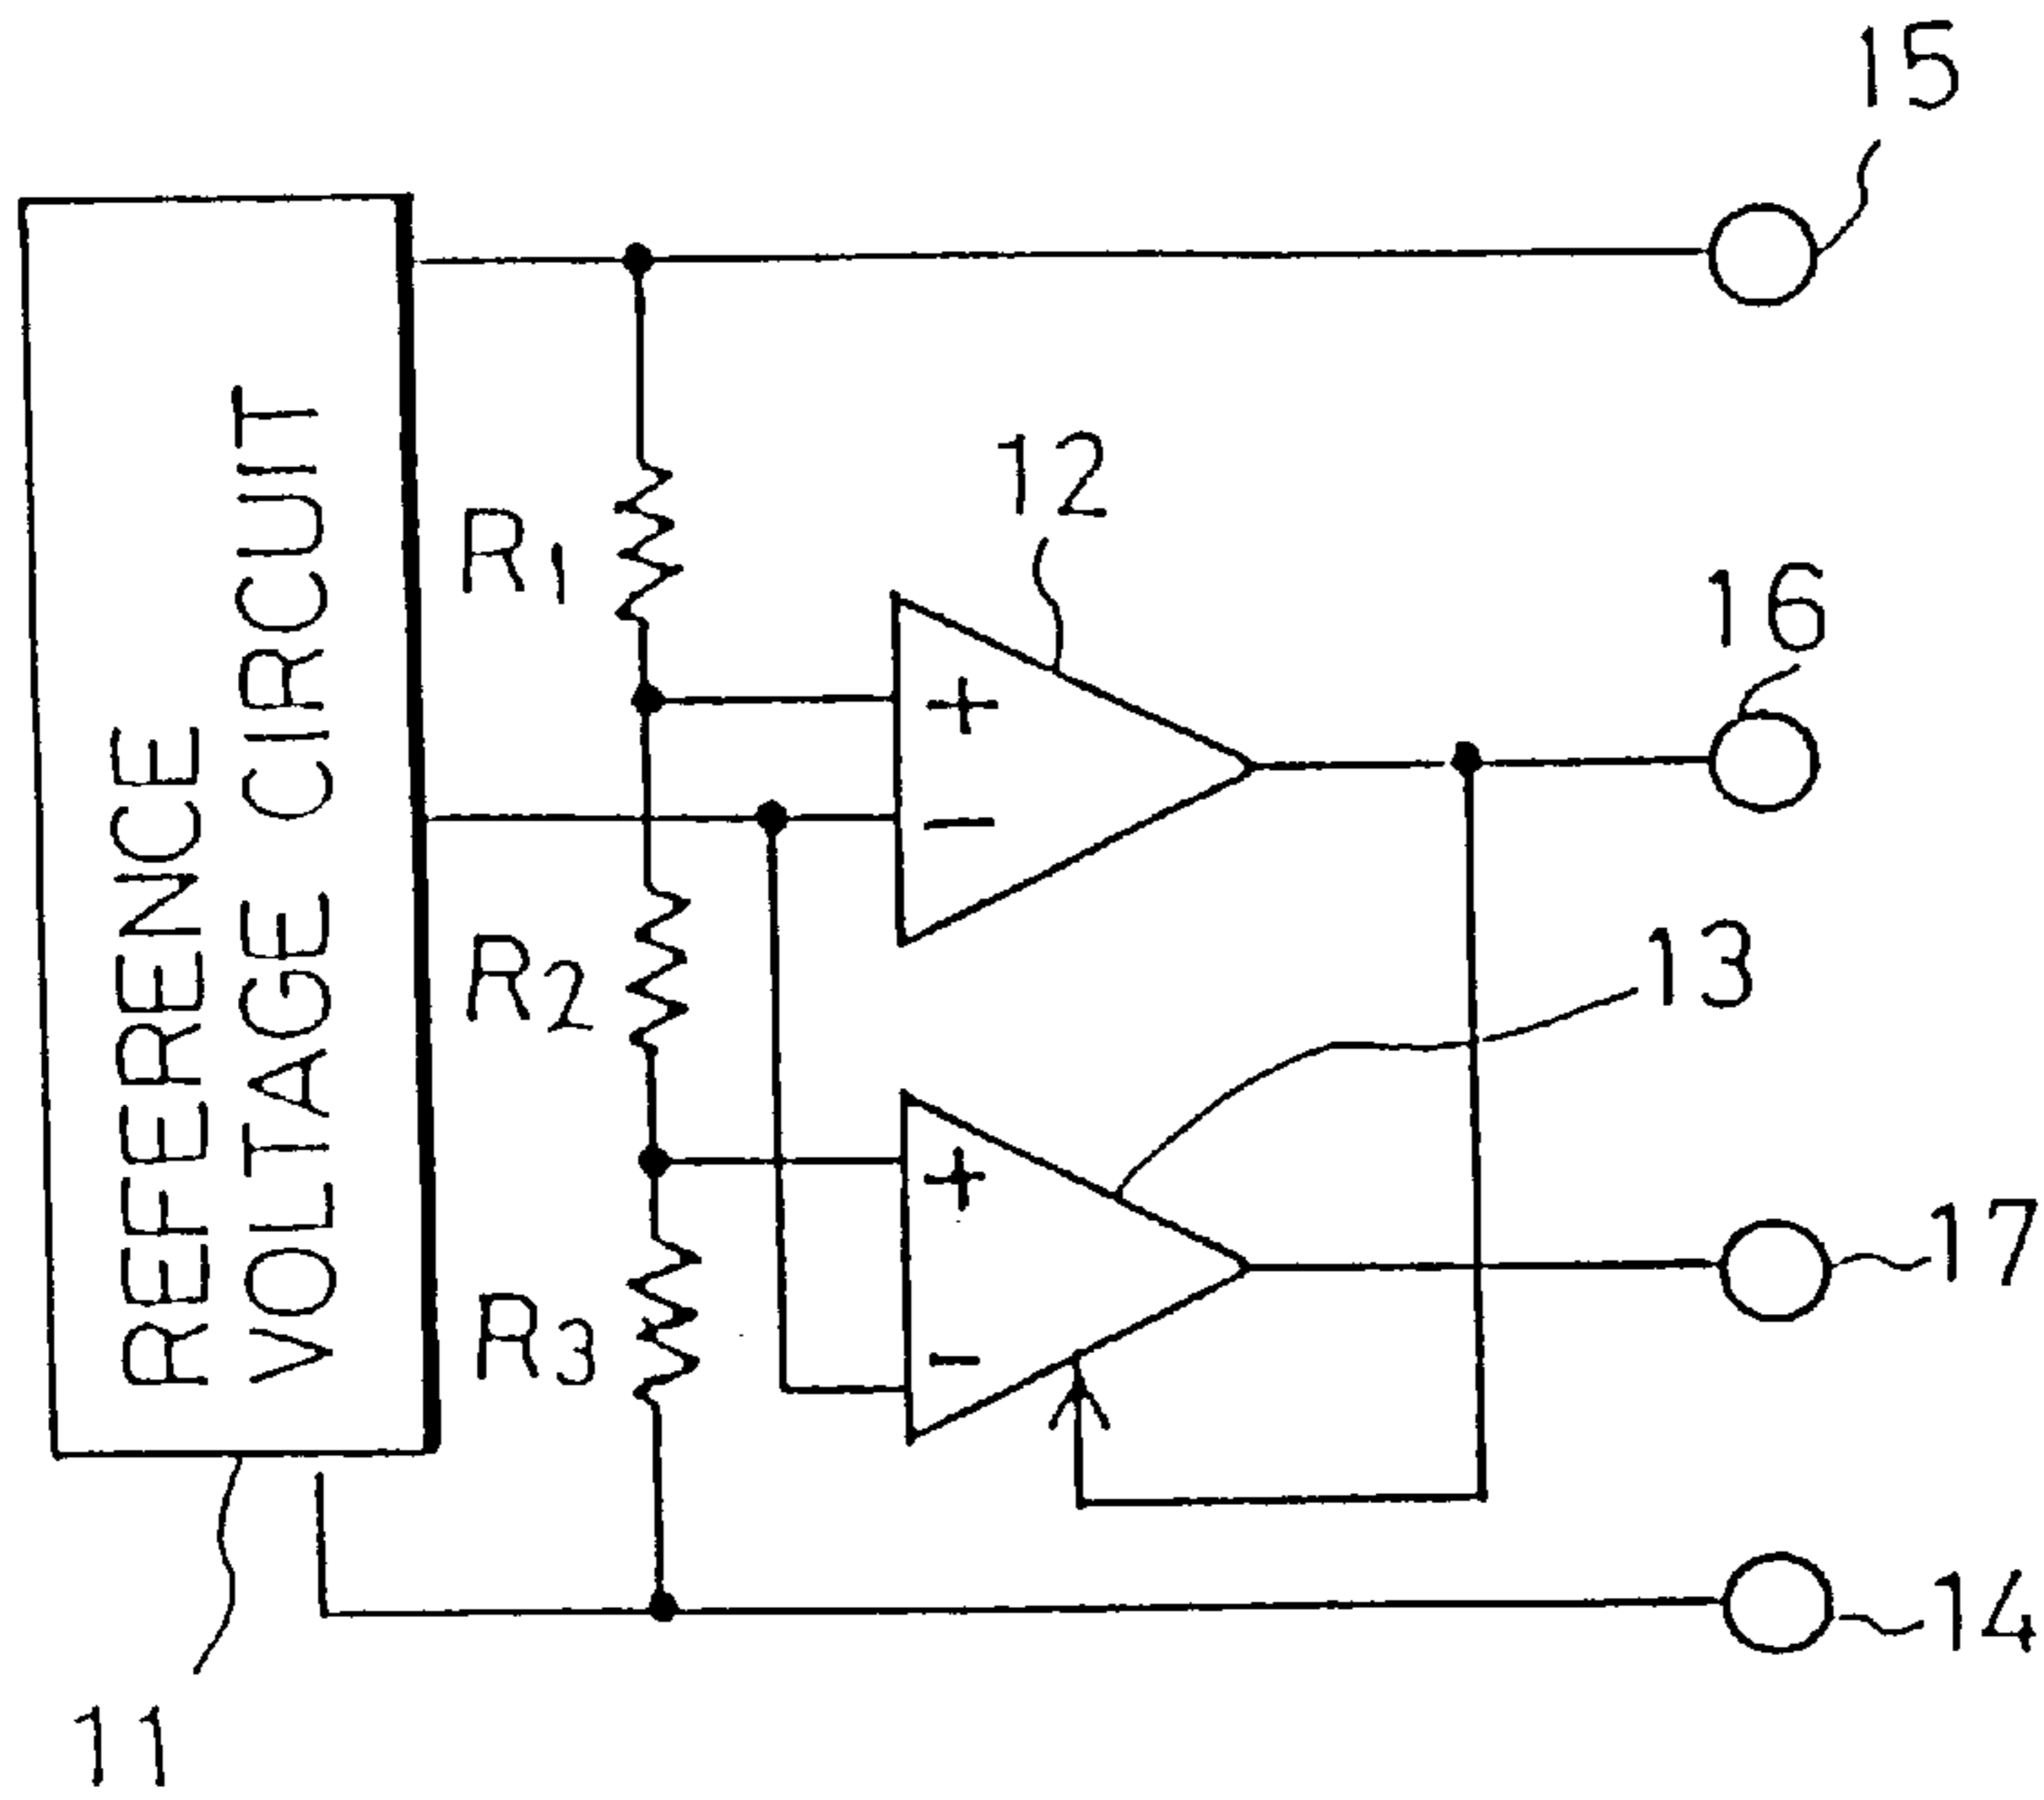 15
12
R1
16
+
−
REFERENCE
VOLTAGE CIRCUIT
R2
13
+
−
R3
17
14
11